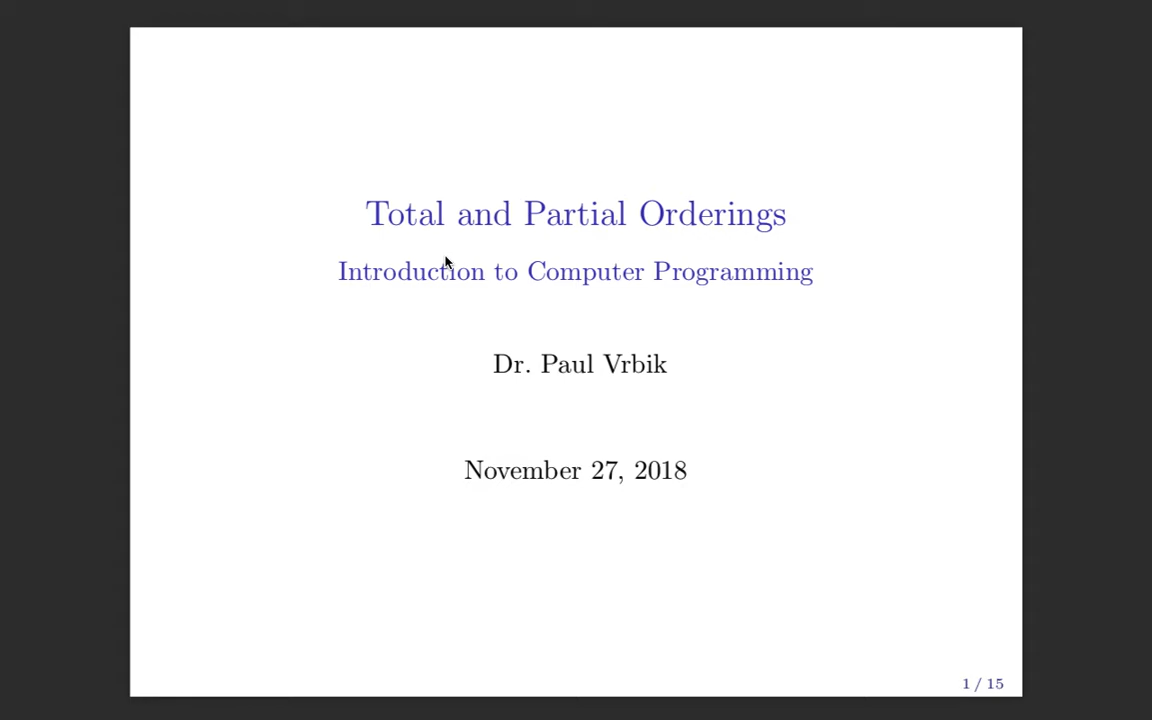 Total and Partial Orderings
Introduction to Computer Programming
Dr. Paul Vrbik
November 27, 2018
1 / 15